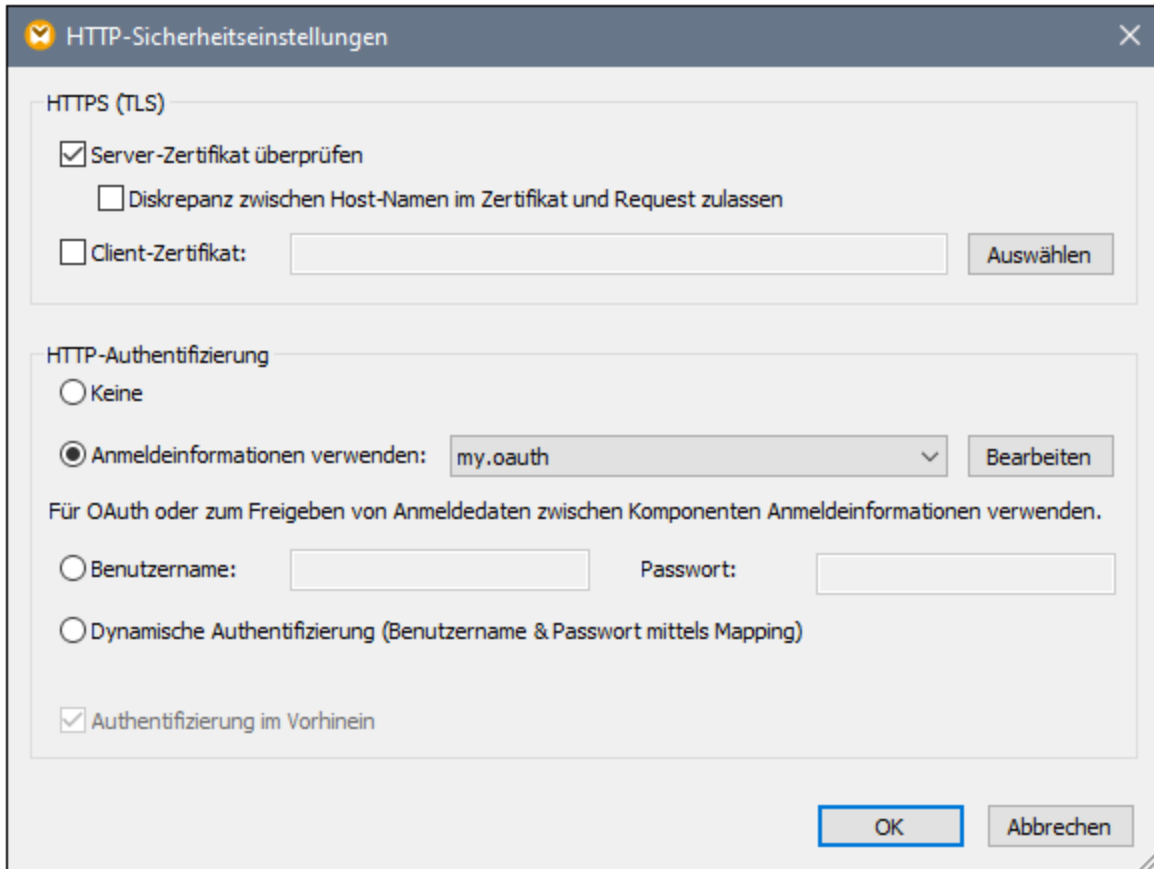 HTTP-Sicherheitseinstellungen
HTTPS (TLS)
Server-Zertifikat überprüfen
Diskrepanz zwischen Host-Namen im Zertifikat und Request zulassen
Client-Zertifikat: Auswählen
HTTP-Authentifizierung
Keine
Anmeldeinformationen verwenden: my.oauth Bearbeiten
Für OAuth oder zum Freigeben von Anmeldedaten zwischen Komponenten Anmeldeinformationen verwenden.
Benutzername: Passwort:
Dynamische Authentifizierung (Benutzername & Passwort mittels Mapping)
Authentifizierung im Vorhinein
OK Abbrechen